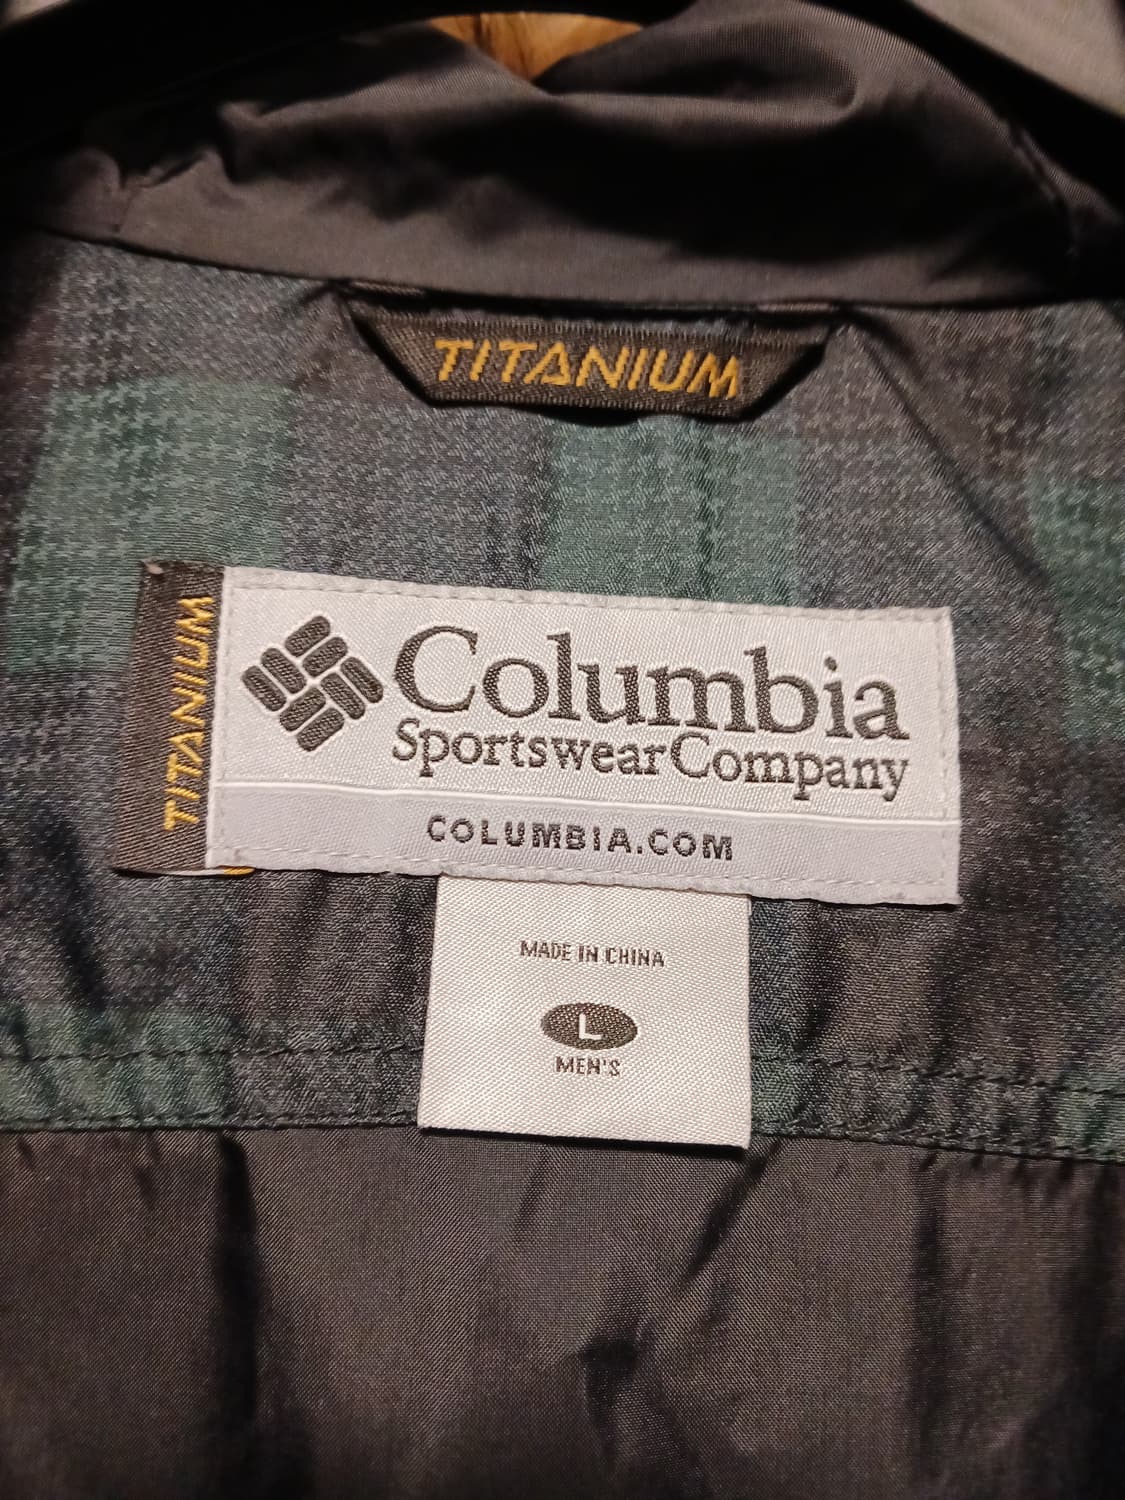 TITANIUM
TITANIUM
Columbia
Sportswear Company
COLUMBIA.COM
MADE IN CHINA
L
MEN'S